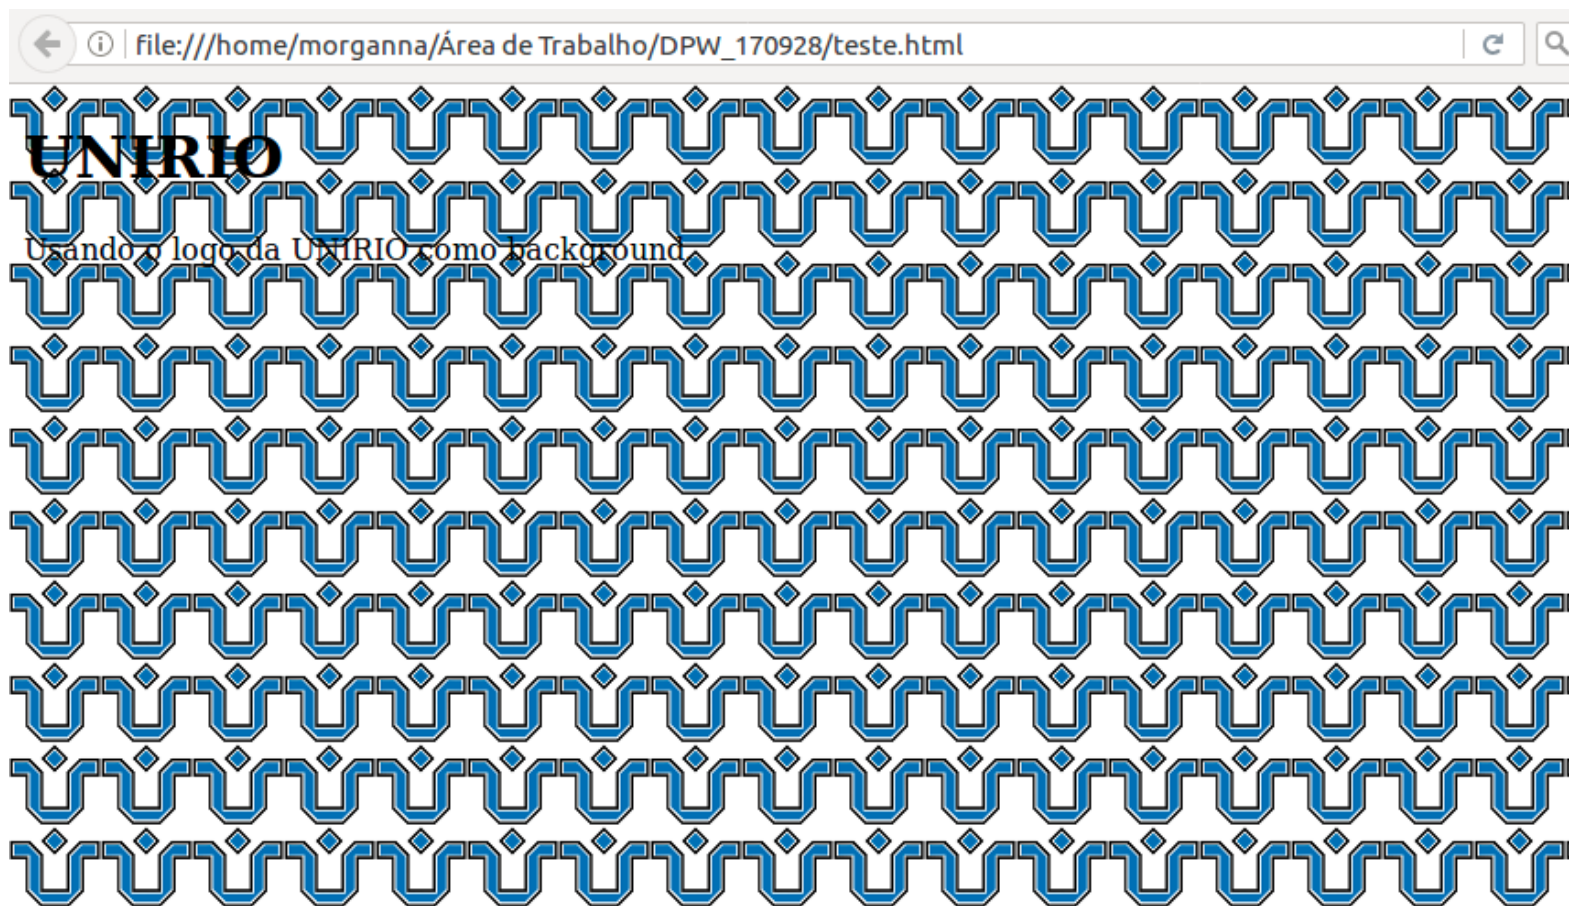 file:///home/morganna/Área de Trabalho/DPW_170928/teste.html
UNIRIO
Usando o logo da UNIRIO como background.